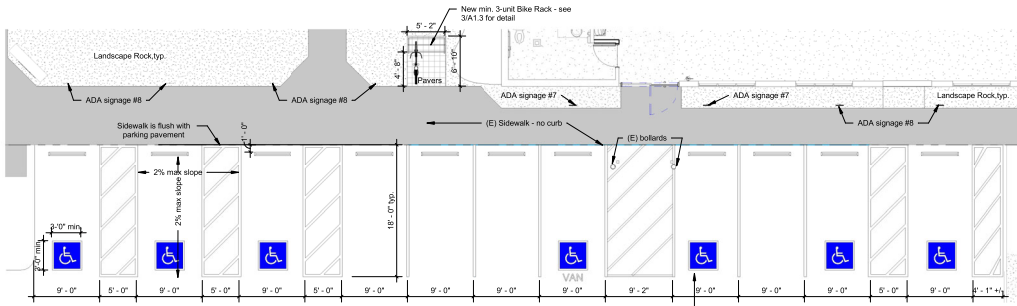 New min. 3-unit Bike Rack - see
3/A1.3 for detail
5' - 2"
6' - 10"
4' - 8"
Pavers
Landscape Rock,typ.
ADA signage #8
ADA signage #8
ADA signage #7
ADA signage #7
Landscape Rock,typ.
ADA signage #8
Sidewalk is flush with
parking pavement
1' - 0"
(E) Sidewalk - no curb
(E) bollards
2% max slope
2% max slope
18' - 0" typ.
3'-0" min
3'-0" min
VAN
9' - 0"
5' - 0"
9' - 0"
5' - 0"
9' - 0"
5' - 0"
9' - 0"
9' - 0"
9' - 0"
9' - 0"
9' - 2"
9' - 0"
9' - 0"
9' - 0"
5' - 0"
9' - 0"
4' - 1" +/-